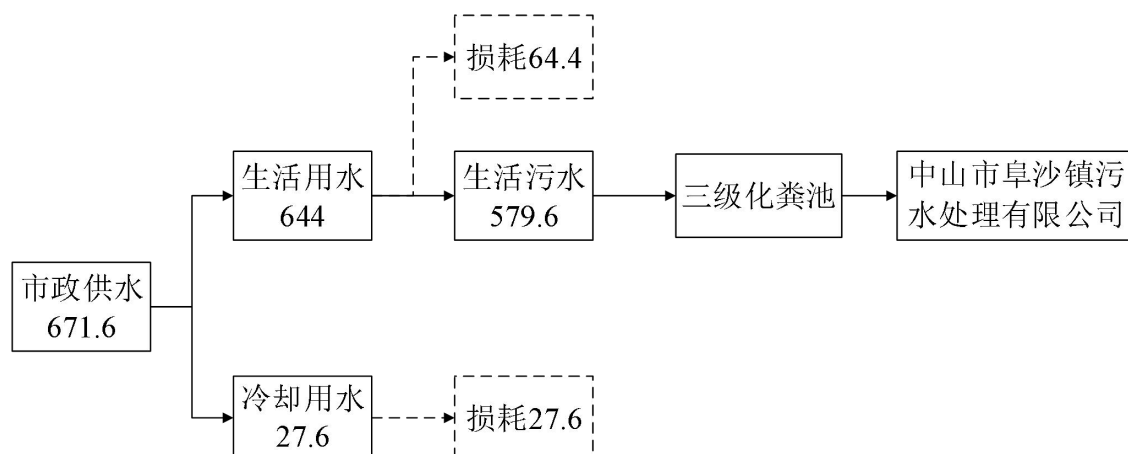 损耗64.4
生活用水
644
生活污水
579.6
三级化粪池
中山市阜沙镇污
水处理有限公司
市政供水
671.6
冷却用水
27.6
损耗27.6